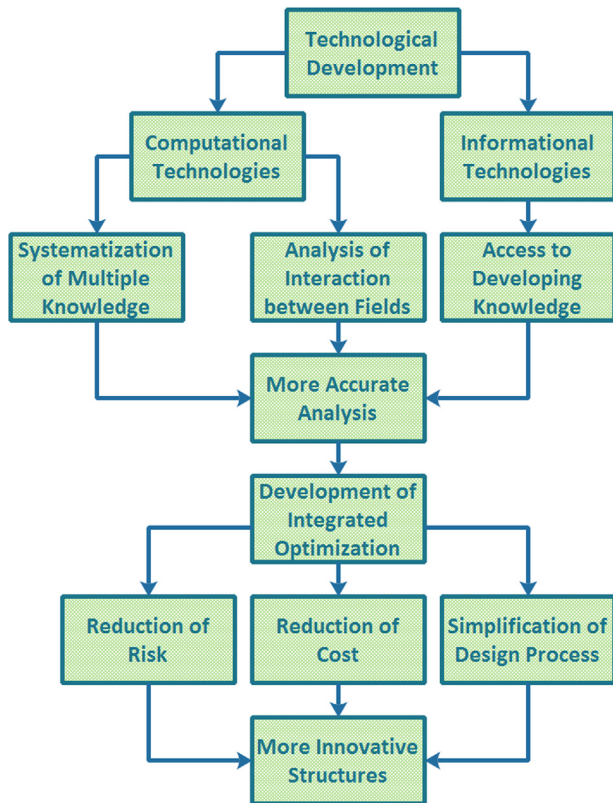 Technological
Development
Computational
Technologies
Informational
Technologies
Systematization
of Multiple
Knowledge
Analysis of
Interaction
between Fields
Access to
Developing
Knowledge
More Accurate
Analysis
Development of
Integrated
Optimization
Reduction of
Risk
Reduction of
Cost
Simplification of
Design Process
More Innovative
Structures